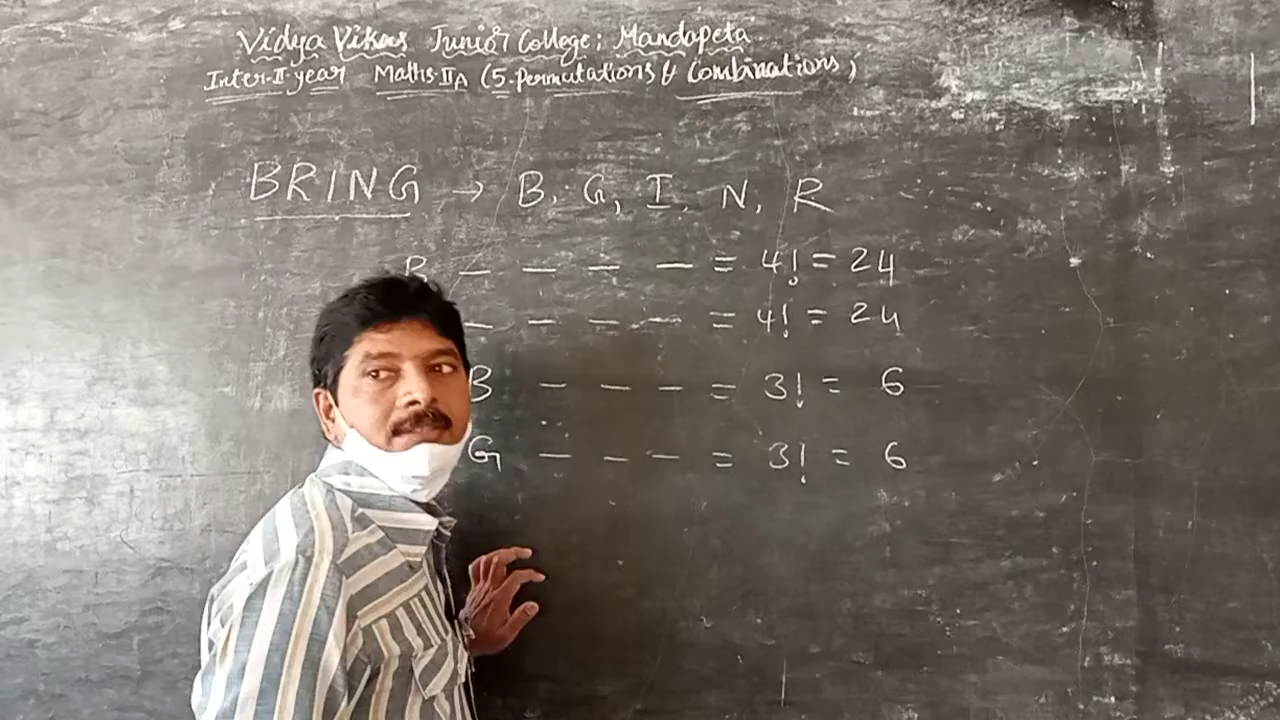 Vidya Vikas Junior College; Mandapeta
Inter-II year Maths-IIA (5. Permutations & Combinations)
BRING → B, G, I, N, R
B _ _ _ _ = 4! = 24
_ _ _ _ = 4! = 24
B _ _ _ = 3! = 6
G _ _ _ = 3! = 6